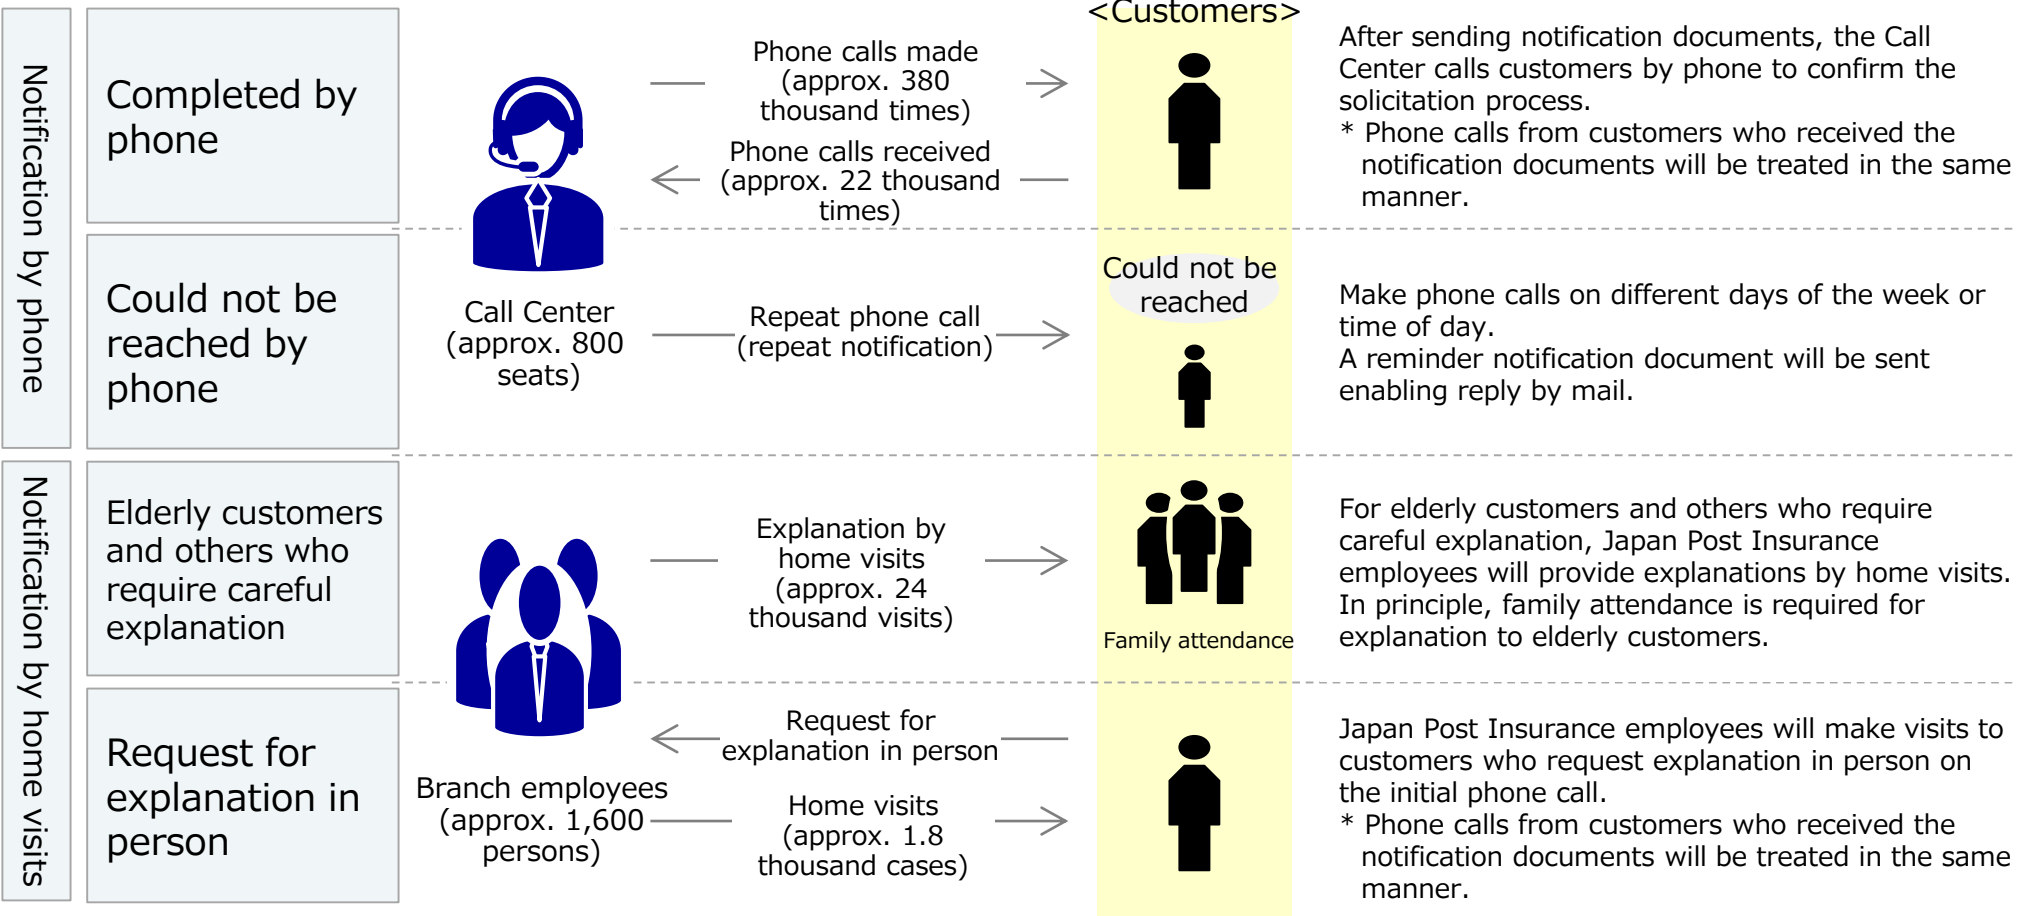 <Customers>
Notification by phone
Completed by
phone
Phone calls made
(approx. 380
thousand times)
Phone calls received
(approx. 22 thousand
times)
After sending notification documents, the Call
Center calls customers by phone to confirm the
solicitation process.
* Phone calls from customers who received the
notification documents will be treated in the same
manner.
Could not be
reached by
phone
Call Center
(approx. 800
seats)
Repeat phone call
(repeat notification)
Could not be
reached
Make phone calls on different days of the week or
time of day.
A reminder notification document will be sent
enabling reply by mail.
Notification by home visits
Elderly customers
and others who
require careful
explanation
Explanation by
home visits
(approx. 24
thousand visits)
Family attendance
For elderly customers and others who require
careful explanation, Japan Post Insurance
employees will provide explanations by home visits.
In principle, family attendance is required for
explanation to elderly customers.
Request for
explanation in
person
Branch employees
(approx. 1,600
persons)
Request for
explanation in person
Home visits
(approx. 1.8
thousand cases)
Japan Post Insurance employees will make visits to
customers who request explanation in person on
the initial phone call.
* Phone calls from customers who received the
notification documents will be treated in the same
manner.